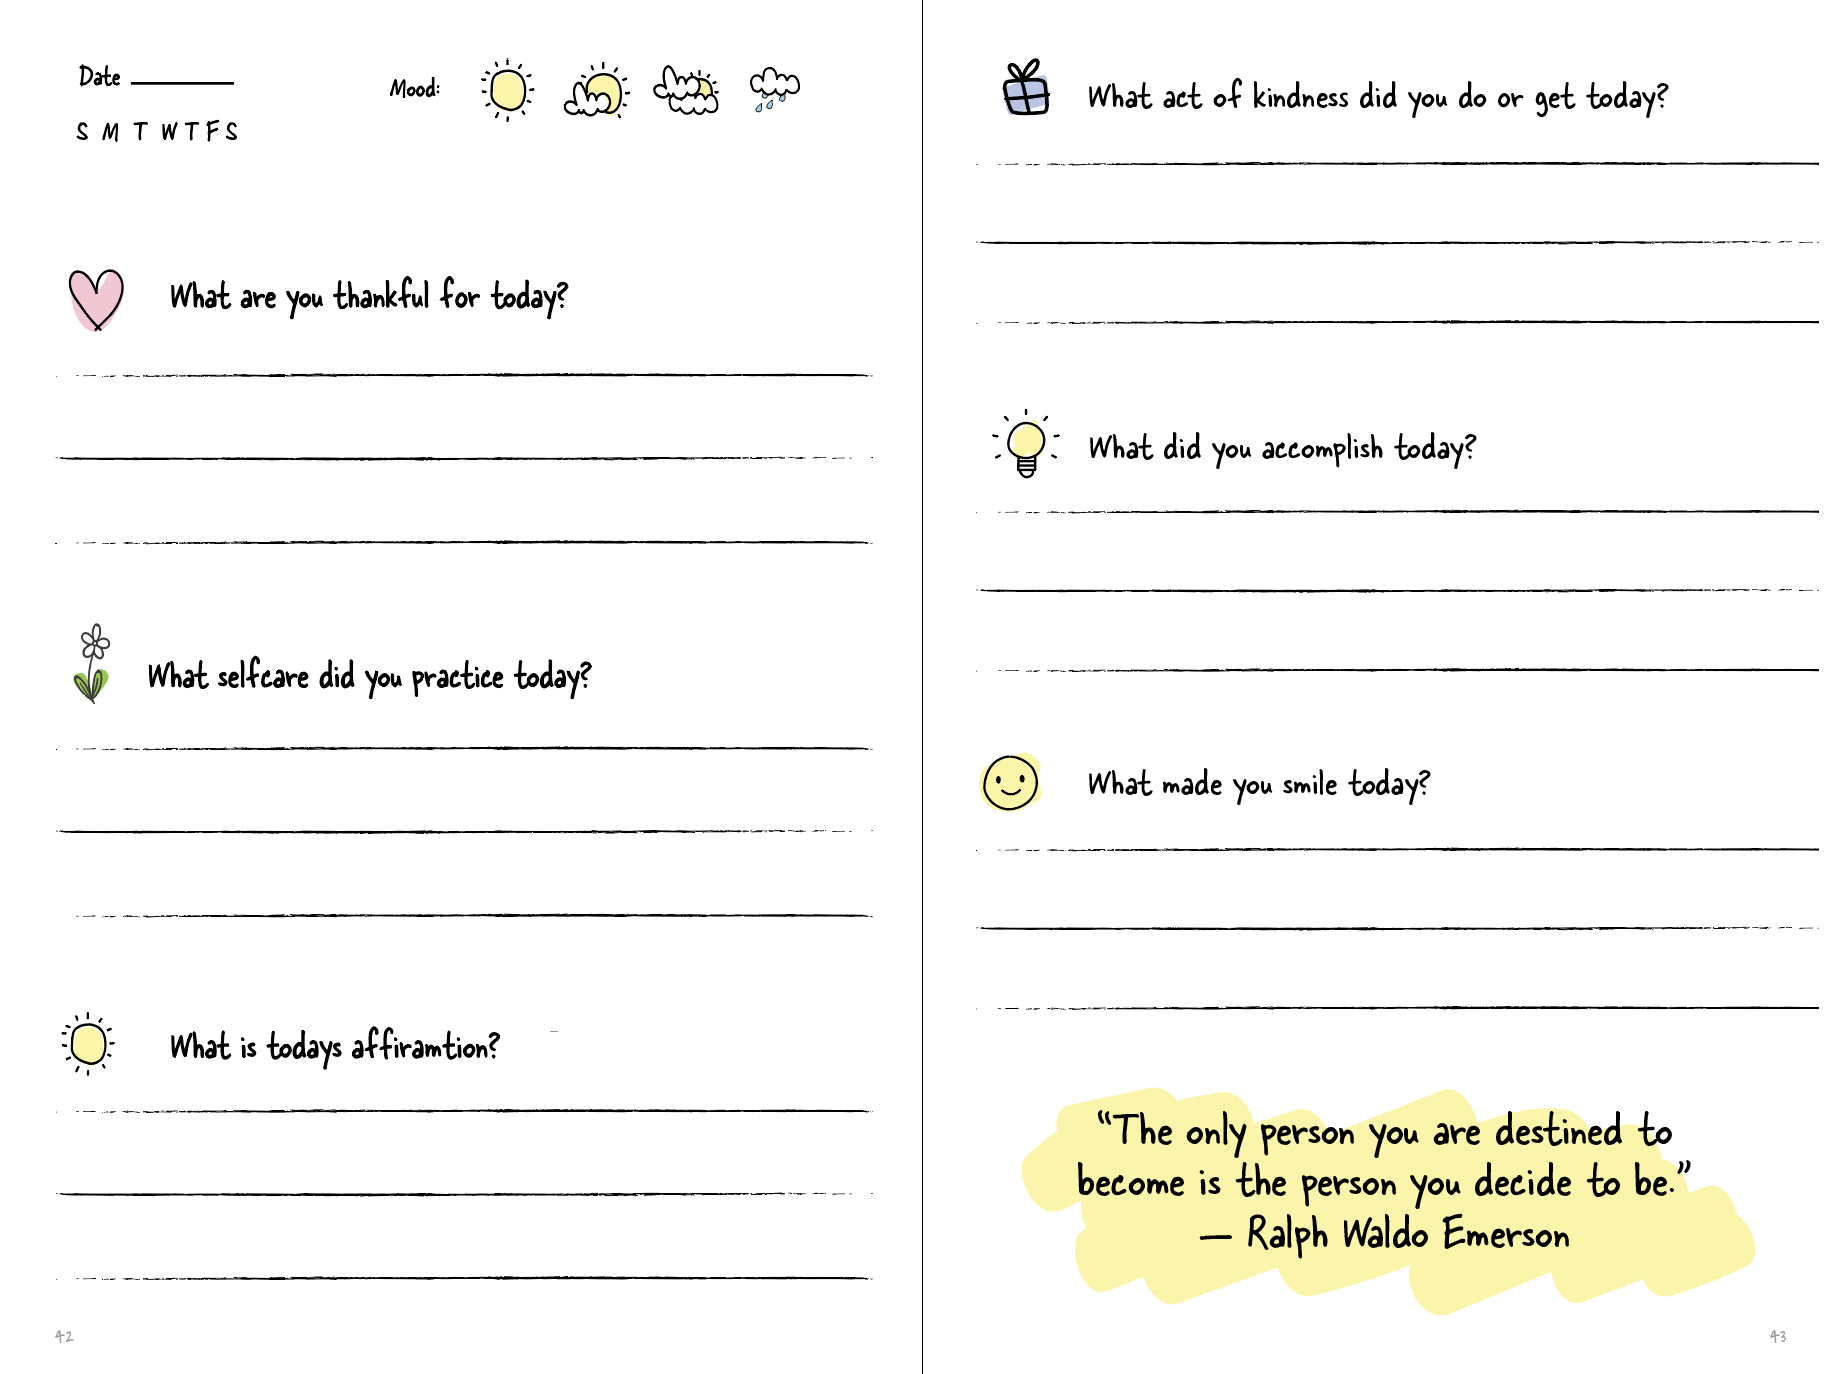 Date
Mood:
S M T W T F S
What are you thankful for today?
What selfcare did you practice today?
What is todays affiramtion?
42
What act of kindness did you do or get today?
What did you accomplish today?
What made you smile today?
“The only person you are destined to
become is the person you decide to be.”
— Ralph Waldo Emerson
43